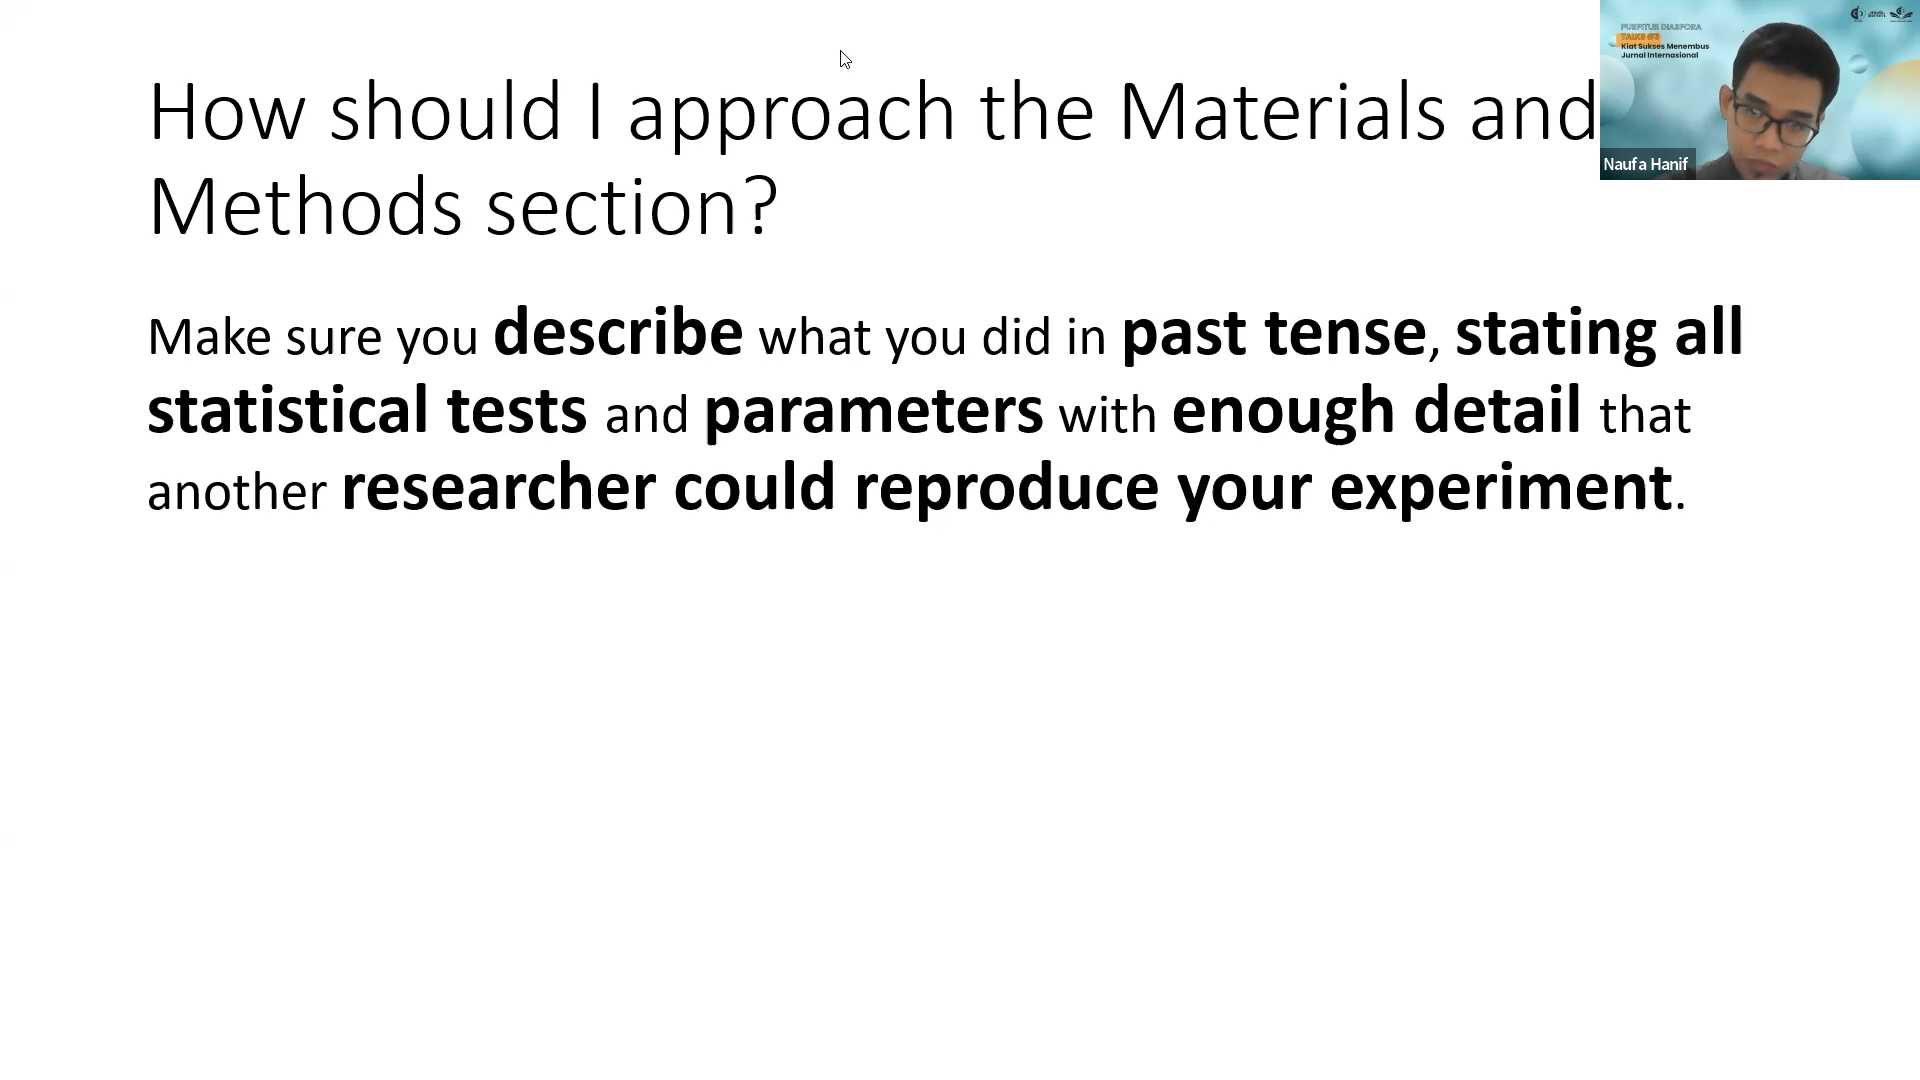 How should I approach the Materials and
Methods section?
Make sure you describe what you did in past tense, stating all
statistical tests and parameters with enough detail that
another researcher could reproduce your experiment.
PUSPITUR DIASPORA
TALKS #3
Kiat Sukses Menembus
Jurnal Internasional
Naufa Hanif